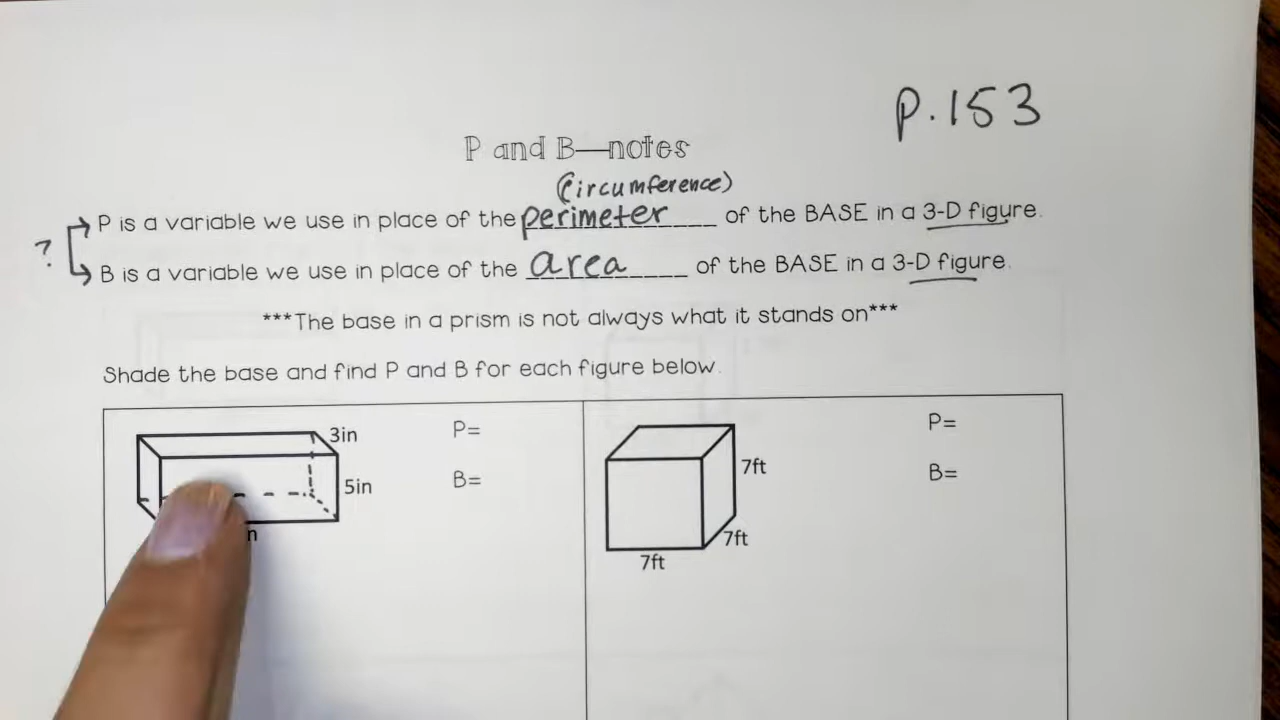 p. 153
P and B—notes
(circumference)
P is a variable we use in place of the perimeter of the BASE in a 3-D figure.
? B is a variable we use in place of the area of the BASE in a 3-D figure.
***The base in a prism is not always what it stands on***
Shade the base and find P and B for each figure below.
3in P= P=
5in B= 7ft B=
n 7ft
7ft